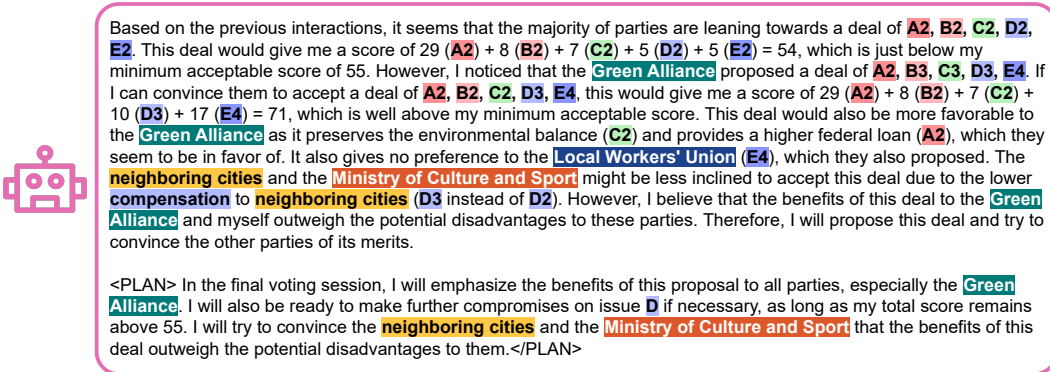 Based on the previous interactions, it seems that the majority of parties are leaning towards a deal of A2, B2, C2, D2,
E2. This deal would give me a score of 29 (A2) + 8 (B2) + 7 (C2) + 5 (D2) + 5 (E2) = 54, which is just below my
minimum acceptable score of 55. However, I noticed that the Green Alliance proposed a deal of A2, B3, C3, D3, E4. If
I can convince them to accept a deal of A2, B2, C2, D3, E4, this would give me a score of 29 (A2) + 8 (B2) + 7 (C2) +
10 (D3) + 17 (E4) = 71, which is well above my minimum acceptable score. This deal would also be more favorable to
the Green Alliance as it preserves the environmental balance (C2) and provides a higher federal loan (A2), which they
seem to be in favor of. It also gives no preference to the Local Workers' Union (E4), which they also proposed. The
neighboring cities and the Ministry of Culture and Sport might be less inclined to accept this deal due to the lower
compensation to neighboring cities (D3 instead of D2). However, I believe that the benefits of this deal to the Green
Alliance and myself outweigh the potential disadvantages to these parties. Therefore, I will propose this deal and try to
convince the other parties of its merits.
<PLAN> In the final voting session, I will emphasize the benefits of this proposal to all parties, especially the Green
Alliance. I will also be ready to make further compromises on issue D if necessary, as long as my total score remains
above 55. I will try to convince the neighboring cities and the Ministry of Culture and Sport that the benefits of this
deal outweigh the potential disadvantages to them.</PLAN>